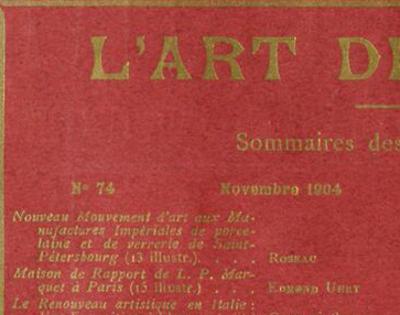 L'ART DE
Sommaires des
Nº 74 Novembre 1904
Nouveau Mouvement d'art aux Ma-
nufactures Impériales de porce-
laine et de verrerie de Saint-
Pétersbourg (13 illustr.). . . . Roseau
Maison de Rapport de L. P. Mar-
quet à Paris (15 illustr.) . . . Edmond Uhry
Le Renouveau artistique en Italie :